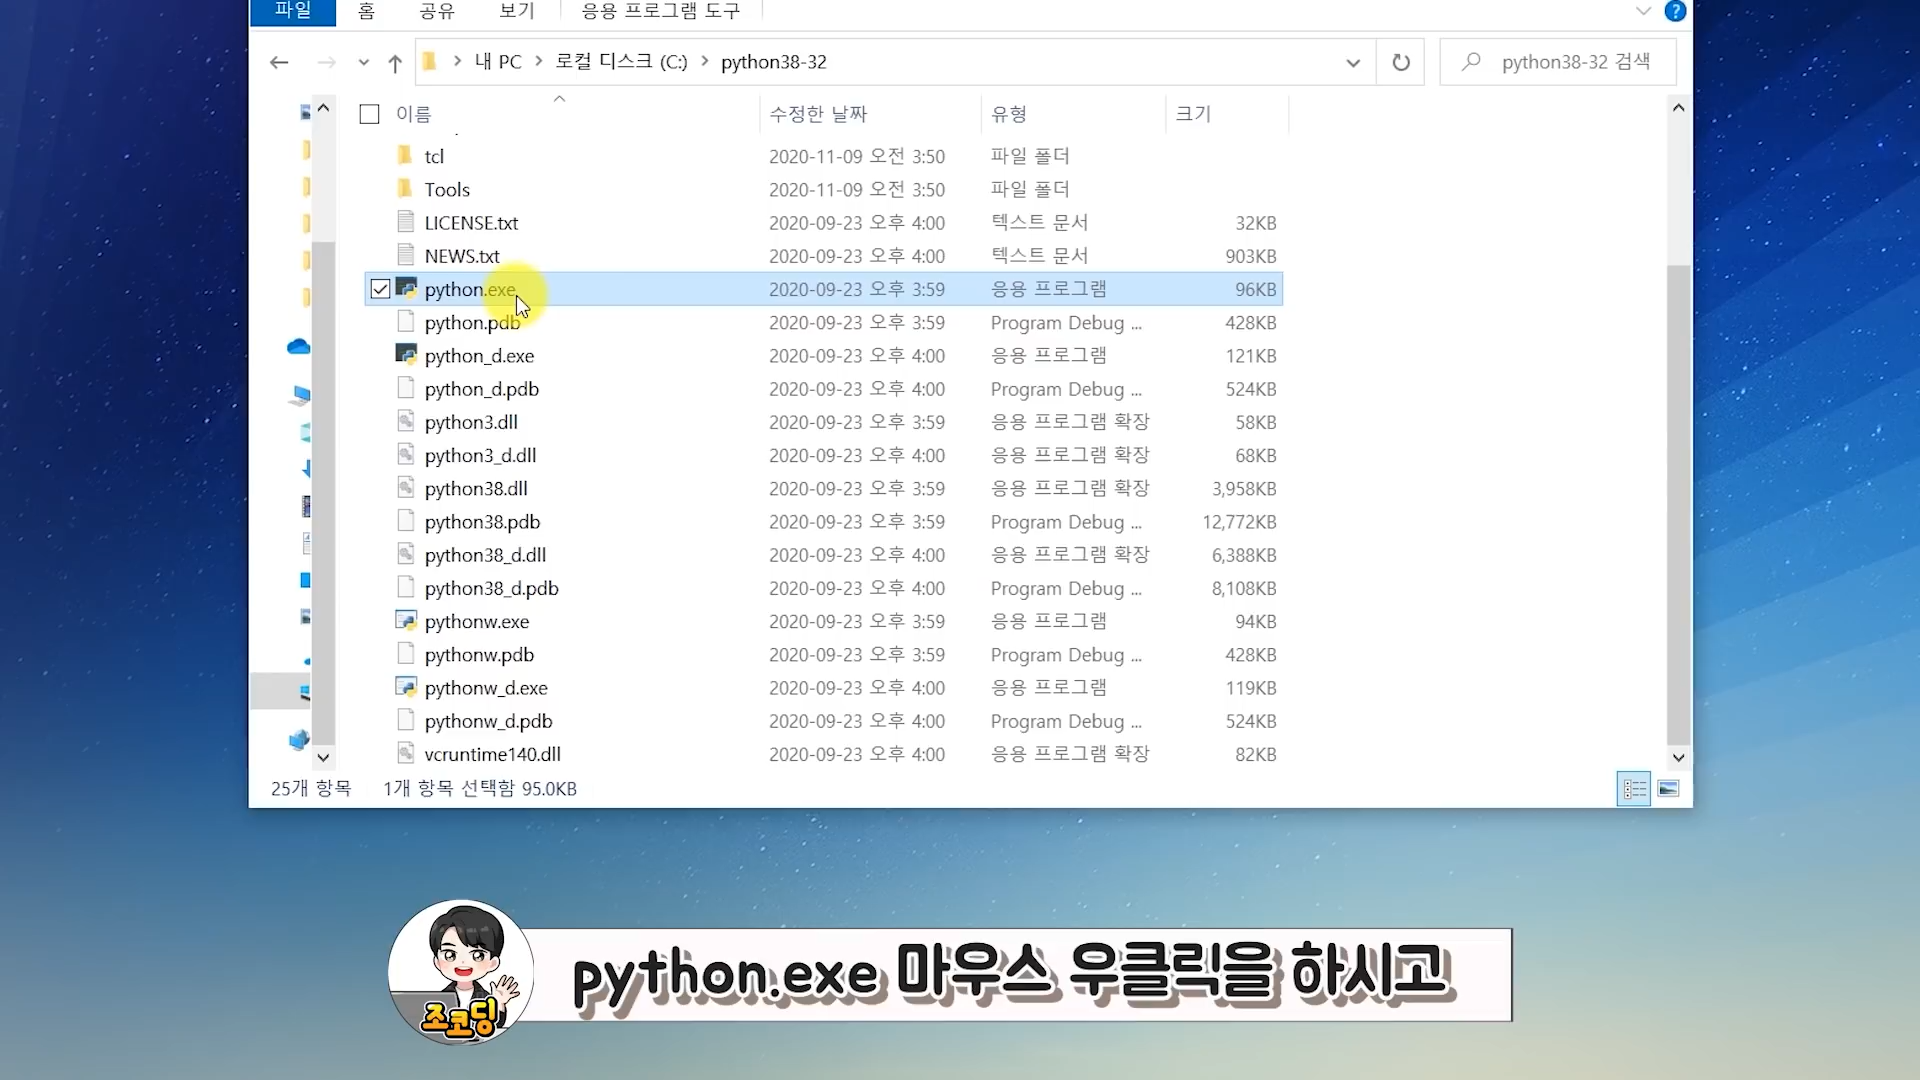 파일 홈 공유 보기 응용 프로그램 도구 ?
> 내 PC > 로컬 디스크 (C:) > python38-32 python38-32 검색
이름 수정한 날짜 유형 크기
tcl 2020-11-09 오전 3:50 파일 폴더
Tools 2020-11-09 오전 3:50 파일 폴더
LICENSE.txt 2020-09-23 오후 4:00 텍스트 문서 32KB
NEWS.txt 2020-09-23 오후 4:00 텍스트 문서 903KB
python.exe 2020-09-23 오후 3:59 응용 프로그램 96KB
python.pdb 2020-09-23 오후 3:59 Program Debug ... 428KB
python_d.exe 2020-09-23 오후 4:00 응용 프로그램 121KB
python_d.pdb 2020-09-23 오후 4:00 Program Debug ... 524KB
python3.dll 2020-09-23 오후 3:59 응용 프로그램 확장 58KB
python3_d.dll 2020-09-23 오후 4:00 응용 프로그램 확장 68KB
python38.dll 2020-09-23 오후 3:59 응용 프로그램 확장 3,958KB
python38.pdb 2020-09-23 오후 3:59 Program Debug ... 12,772KB
python38_d.dll 2020-09-23 오후 4:00 응용 프로그램 확장 6,388KB
python38_d.pdb 2020-09-23 오후 4:00 Program Debug ... 8,108KB
pythonw.exe 2020-09-23 오후 3:59 응용 프로그램 94KB
pythonw.pdb 2020-09-23 오후 3:59 Program Debug ... 428KB
pythonw_d.exe 2020-09-23 오후 4:00 응용 프로그램 119KB
pythonw_d.pdb 2020-09-23 오후 4:00 Program Debug ... 524KB
vcruntime140.dll 2020-09-23 오후 4:00 응용 프로그램 확장 82KB
25개 항목 1개 항목 선택함 95.0KB
python.exe 마우스 우클릭을 하시고
조코딩